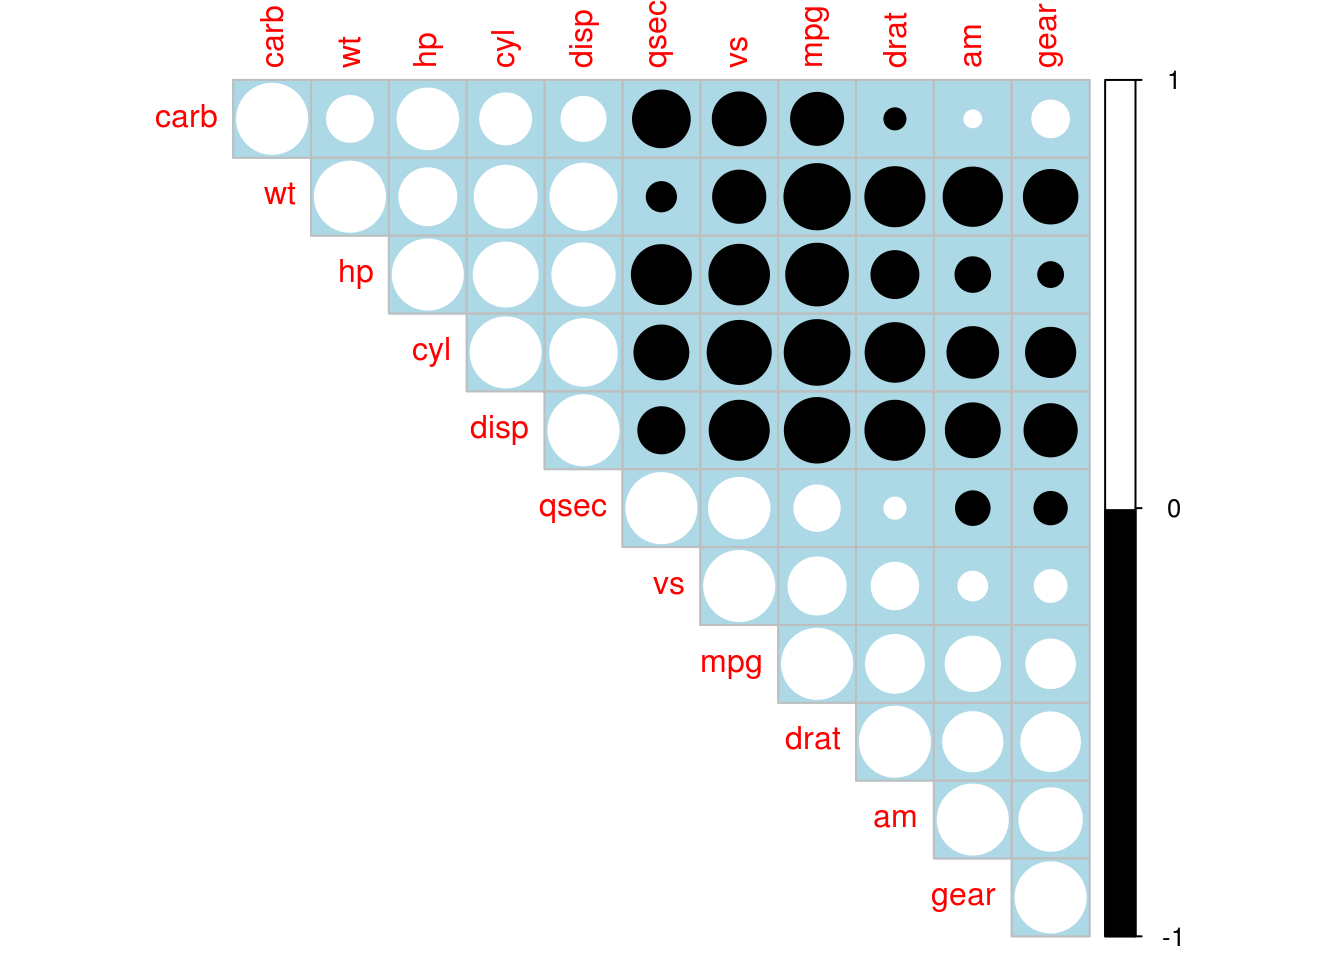 carb wt hp cyl disp qsec vs mpg drat am gear
1
carb
wt
hp
cyl
disp
qsec
0
vs
mpg
drat
am
gear
-1